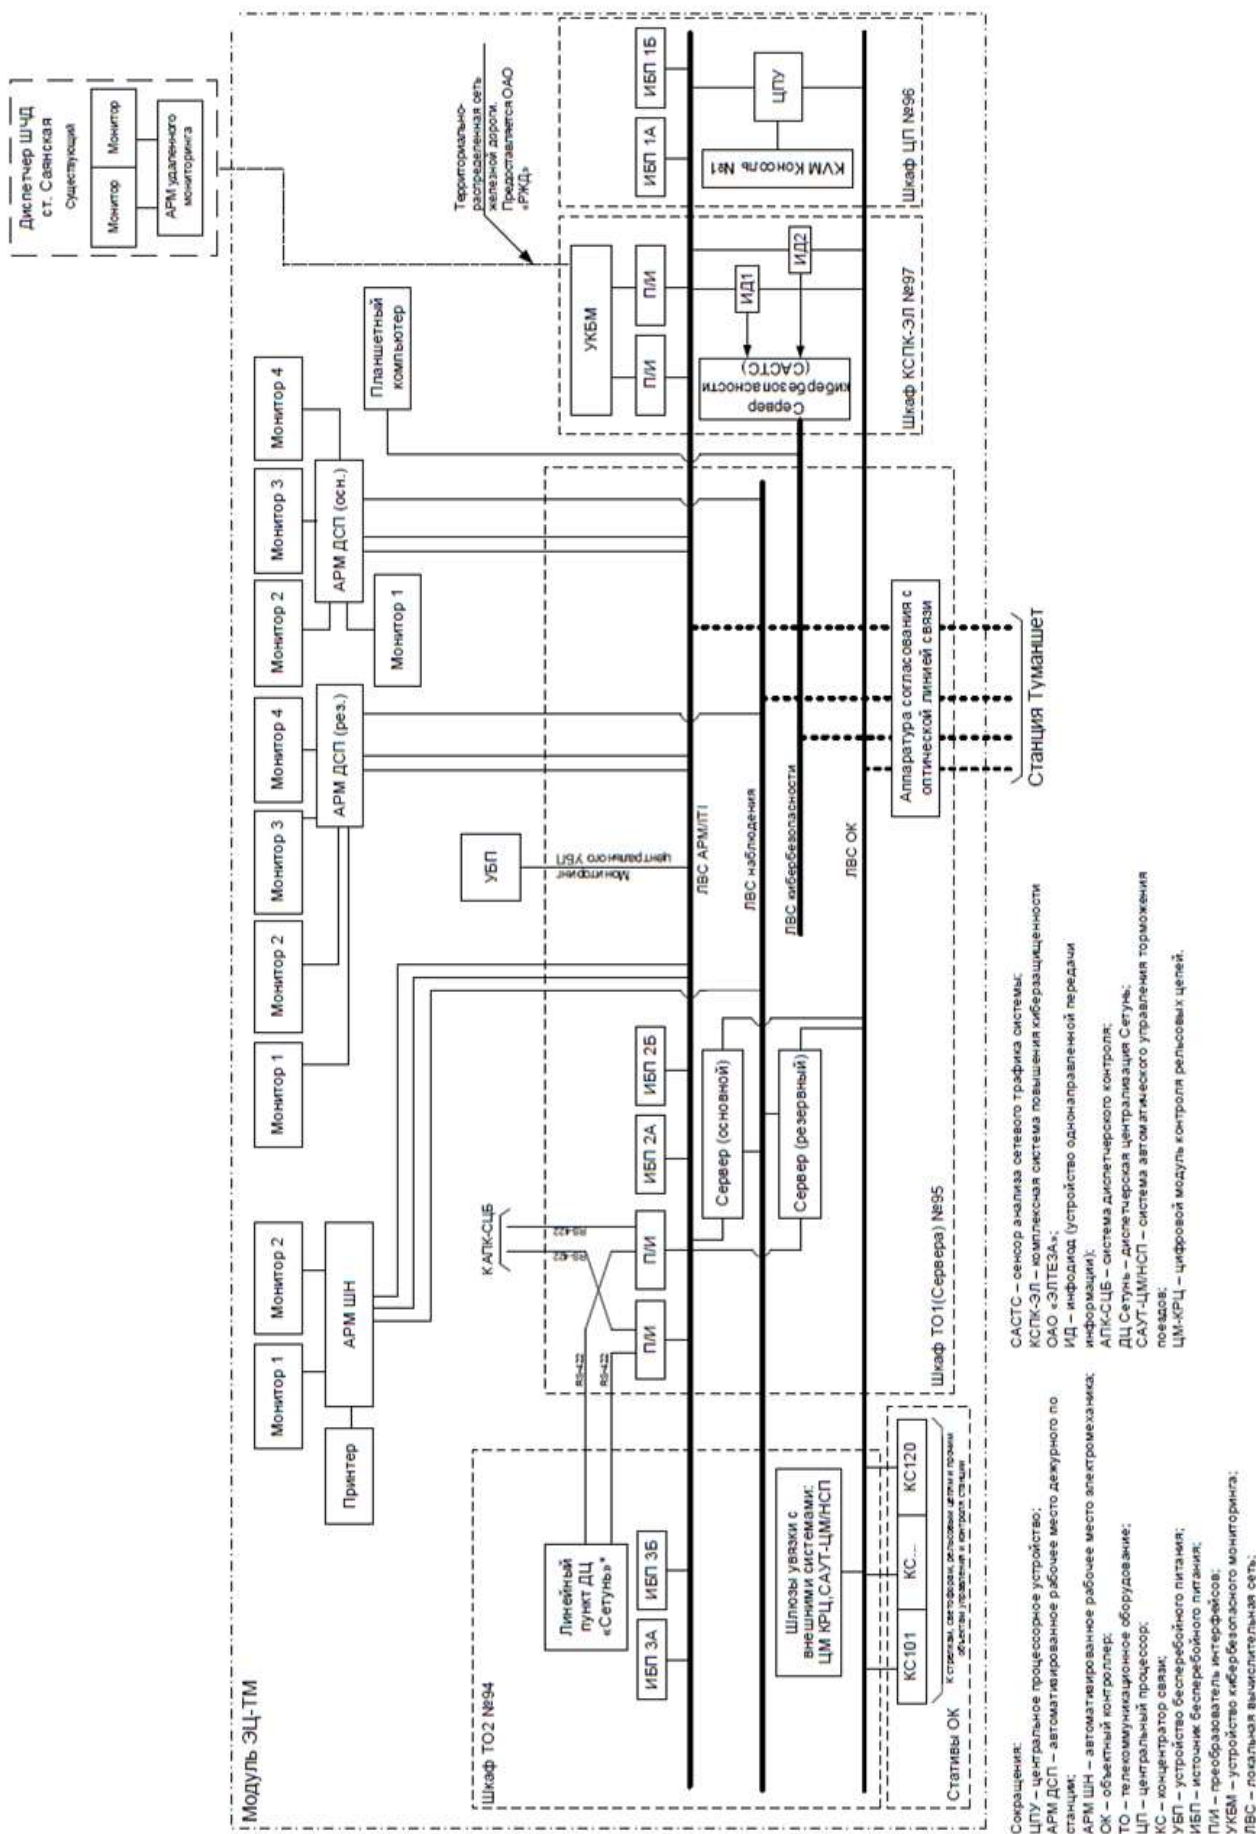 Модуль ЭЦ-ТМ
Диспетчер ШЧД
ст. Саянская
Существующий
Монитор
Монитор
АРМ удаленного
мониторинга
Территориально-
распределенная сеть
железной дороги.
Предоставляется ОАО
«РЖД»
Принтер
Монитор 1
Монитор 2
АРМ ШН
Монитор 1
Монитор 2
Монитор 3
Монитор 4
АРМ ДСП (рез.)
Монитор 2
Монитор 3
Монитор 4
АРМ ДСП (осн.)
Монитор 1
Планшетный
компьютер
УБП
Мониторинг
центрального УБП
Шкаф ТО2 №94
Линейный
пункт ДЦ
«Сетунь»*
ИБП 3А
ИБП 3Б
Шлюзы увязки с
внешними системами:
ЦМ КРЦ,САУТ-ЦМ/НСП
RS-422
RS-422
К АПК-СЦБ
RS-422
RS-422
П/И
П/И
ИБП 2А
ИБП 2Б
Сервер (основной)
Сервер (резервный)
Шкаф ТО1(Сервера) №95
ЛВС АРМ/ITI
ЛВС наблюдения
ЛВС кибербезопасности
ЛВС ОК
УКБМ
П/И
П/И
Сервер
кибербезопасности
(САСТС)
ИД1
ИД2
Шкаф КСПК-ЭЛ №97
ИБП 1А
ИБП 1Б
ЦПУ
KVM Консоль №1
Шкаф ЦП №96
КС101
КС...
КС120
К стрелкам, светофорам, рельсовым цепям и прочим
объектам управления и контроля станции
Стативы ОК
Аппаратура согласования с
оптической линией связи
Станция Туманшет
Сокращения:
ЦПУ – центральное процессорное устройство;
АРМ ДСП – автоматизированное рабочее место дежурного по
станции;
АРМ ШН – автоматизированное рабочее место электромеханика;
ОК – объектный контроллер;
ТО – телекоммуникационное оборудование;
ЦП – центральный процессор;
КС – концентратор связи;
УБП – устройство бесперебойного питания;
ИБП – источник бесперебойного питания;
П/И – преобразователь интерфейсов;
УКБМ – устройство кибербезопасного мониторинга;
ЛВС – локальная вычислительная сеть;
САСТС – сенсор анализа сетевого трафика системы;
КСПК-ЭЛ – комплексная система повышения киберзащищенности
ОАО «ЭЛТЕЗА»;
ИД – инфодиод (устройство однонаправленной передачи
информации);
АПК-СЦБ – система диспетчерского контроля;
ДЦ Сетунь – диспетчерская централизация Сетунь;
САУТ-ЦМ/НСП – система автоматического управления торможения
поездов;
ЦМ-КРЦ – цифровой модуль контроля рельсовых цепей.